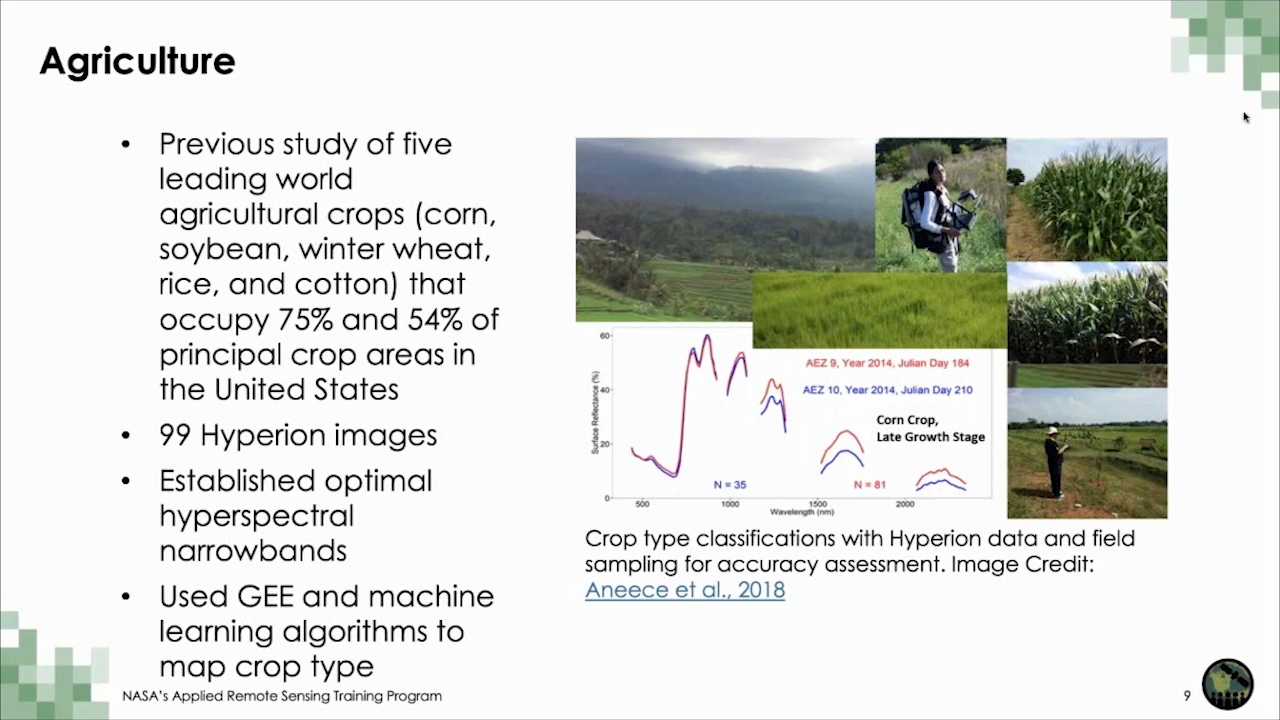 Agriculture
• Previous study of five
leading world
agricultural crops (corn,
soybean, winter wheat,
rice, and cotton) that
occupy 75% and 54% of
principal crop areas in
the United States
• 99 Hyperion images
• Established optimal
hyperspectral
narrowbands
• Used GEE and machine
learning algorithms to
map crop type
60
40
20
0
Surface Reflectance (%)
AEZ 9, Year 2014, Julian Day 184
AEZ 10, Year 2014, Julian Day 210
Corn Crop,
Late Growth Stage
N = 35
N = 81
500
1000
1500
2000
Wavelength (nm)
Crop type classifications with Hyperion data and field
sampling for accuracy assessment. Image Credit:
Aneece et al., 2018
NASA's Applied Remote Sensing Training Program
9